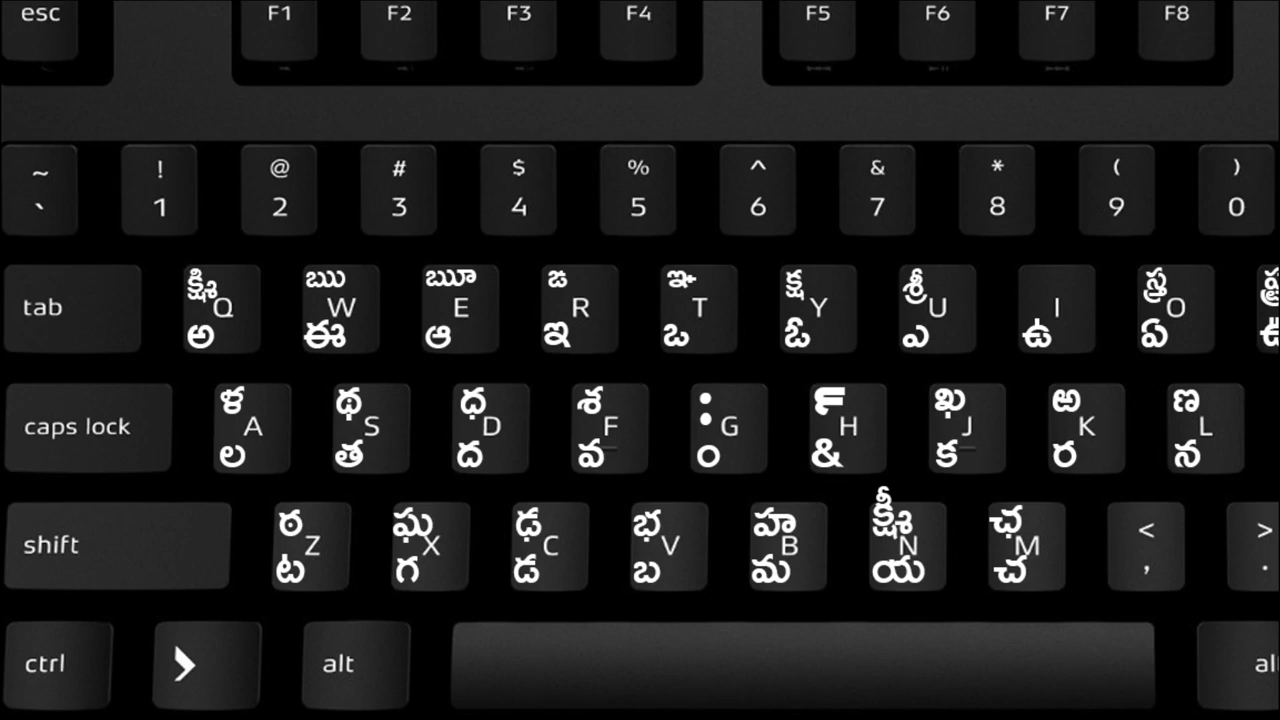 esc F1 F2 F3 F4 F5 F6 F7 F8
~ ! @ # $ % ^ & * ( )
` 1 2 3 4 5 6 7 8 9 0
ఋ ౠ ఙ ఞ క్ష శ్రీ
tab Q W E R T Y U I O
అ ఈ ఆ ఇ ఒ ఓ ఎ ఉ ఏ
ళ థ ధ శ ః ¶ ఖ ఱ ణ
caps lock A S D F G H J K L
ల త ద వ ం & క ర న
ఠ ఘ ఢ భ హ ఛ < >
shift Z X C V B N M
ట గ డ బ మ య చ , .
ctrl alt